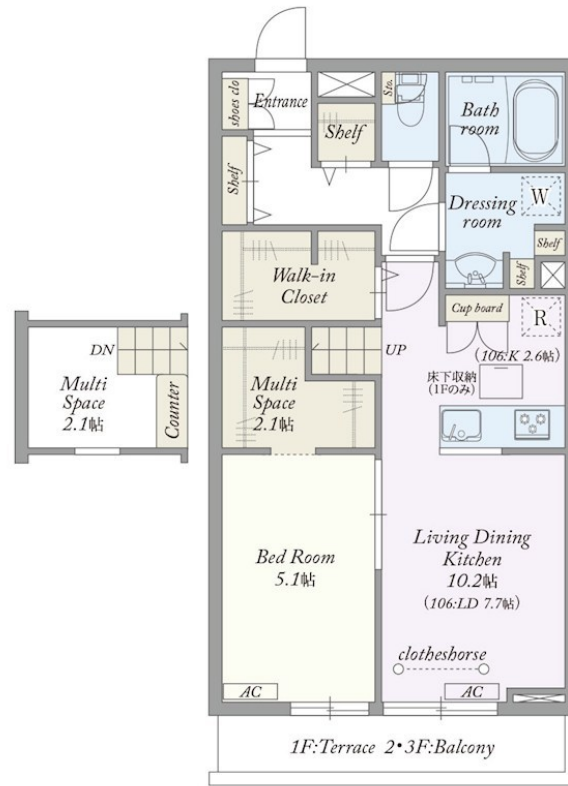 shoes clo
Entrance
Shelf
Sto.
Bath
room
Shelf
Dressing
room
W
Shelf
Shelf
Walk-in
Closet
Cup board
R
DN
UP
(106:K 2.6帖)
床下収納
(1Fのみ)
Multi
Space
2.1帖
Counter
Multi
Space
2.1帖
Bed Room
5.1帖
Living Dining
Kitchen
10.2帖
(106:LD 7.7帖)
clotheshorse
AC
AC
1F:Terrace 2・3F:Balcony